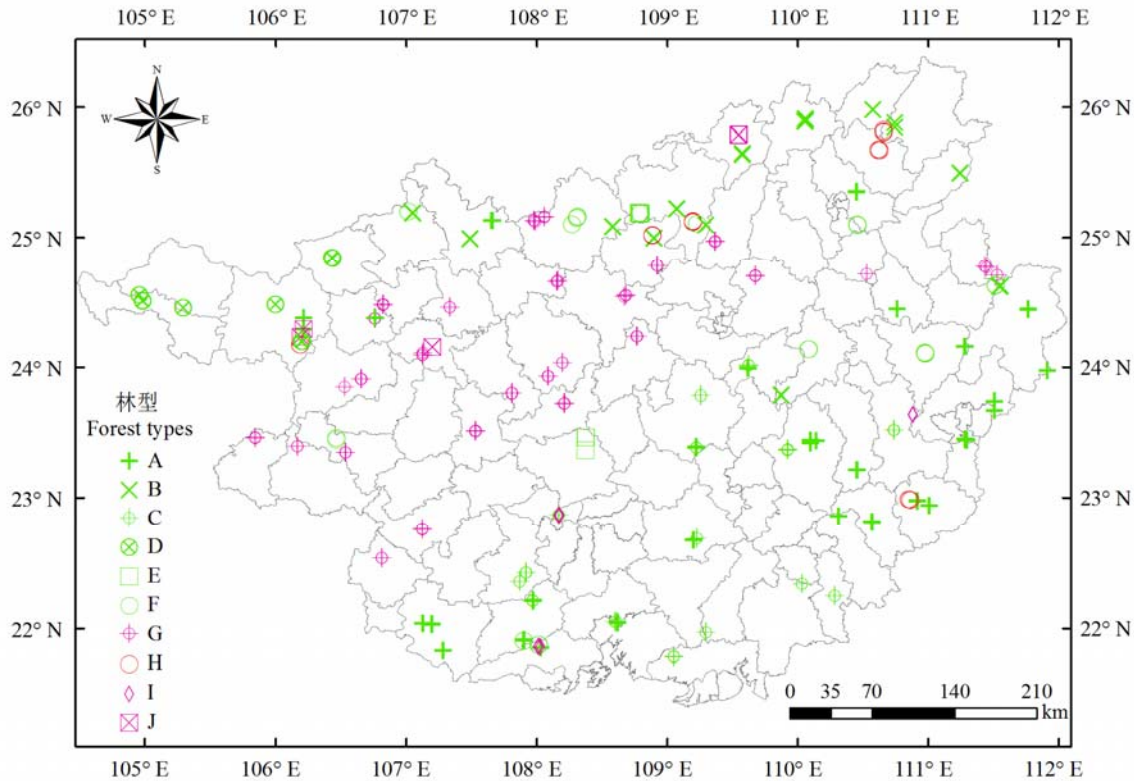 105° E 106° E 107° E 108° E 109° E 110° E 111° E 112° E
N
W E
S
26° N 26° N
25° N 25° N
24° N 24° N
23° N 23° N
22° N 22° N
林型
Forest types
A
B
C
D
E
F
G
H
I
J
0 35 70 140 210
km
105° E 106° E 107° E 108° E 109° E 110° E 111° E 112° E